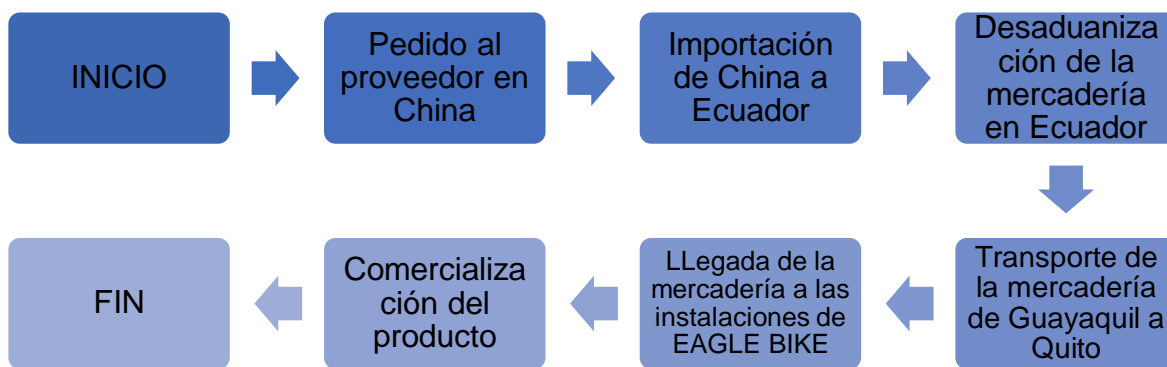 INICIO
Pedido al
proveedor en
China
Importación
de China a
Ecuador
Desaduaniza
ción de la
mercadería
en Ecuador
Transporte de
la mercadería
de Guayaquil a
Quito
LLegada de la
mercadería a las
instalaciones de
EAGLE BIKE
Comercializa
ción del
producto
FIN